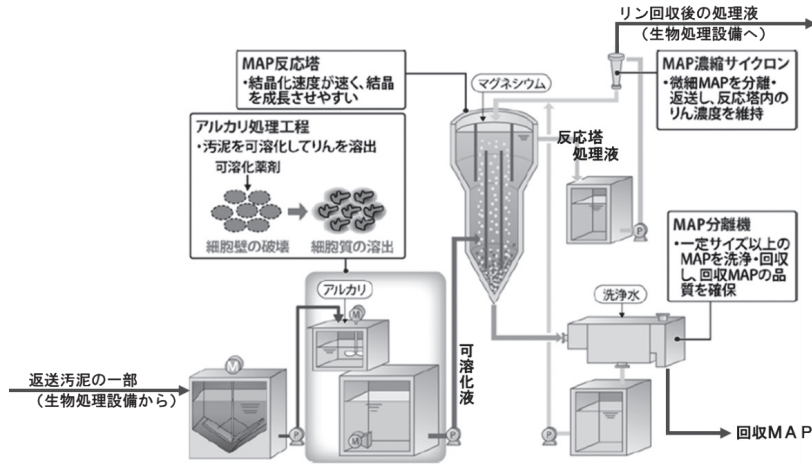 リン回収後の処理液
（生物処理設備へ）
MAP反応塔
・結晶化速度が速く、結晶
を成長させやすい
マグネシウム
MAP濃縮サイクロン
・微細MAPを分離・
返送し、反応塔内の
りん濃度を維持
アルカリ処理工程
・汚泥を可溶化してりんを溶出
可溶化薬剤
細胞壁の破壊
細胞質の溶出
反応塔
処理液
P
MAP分離機
・一定サイズ以上の
MAPを洗浄・回収
し、回収MAPの品
質を確保
アルカリ
M
洗浄水
可溶化液
M
返送汚泥の一部
（生物処理設備から）
M
P
P
P
回収ＭＡＰ